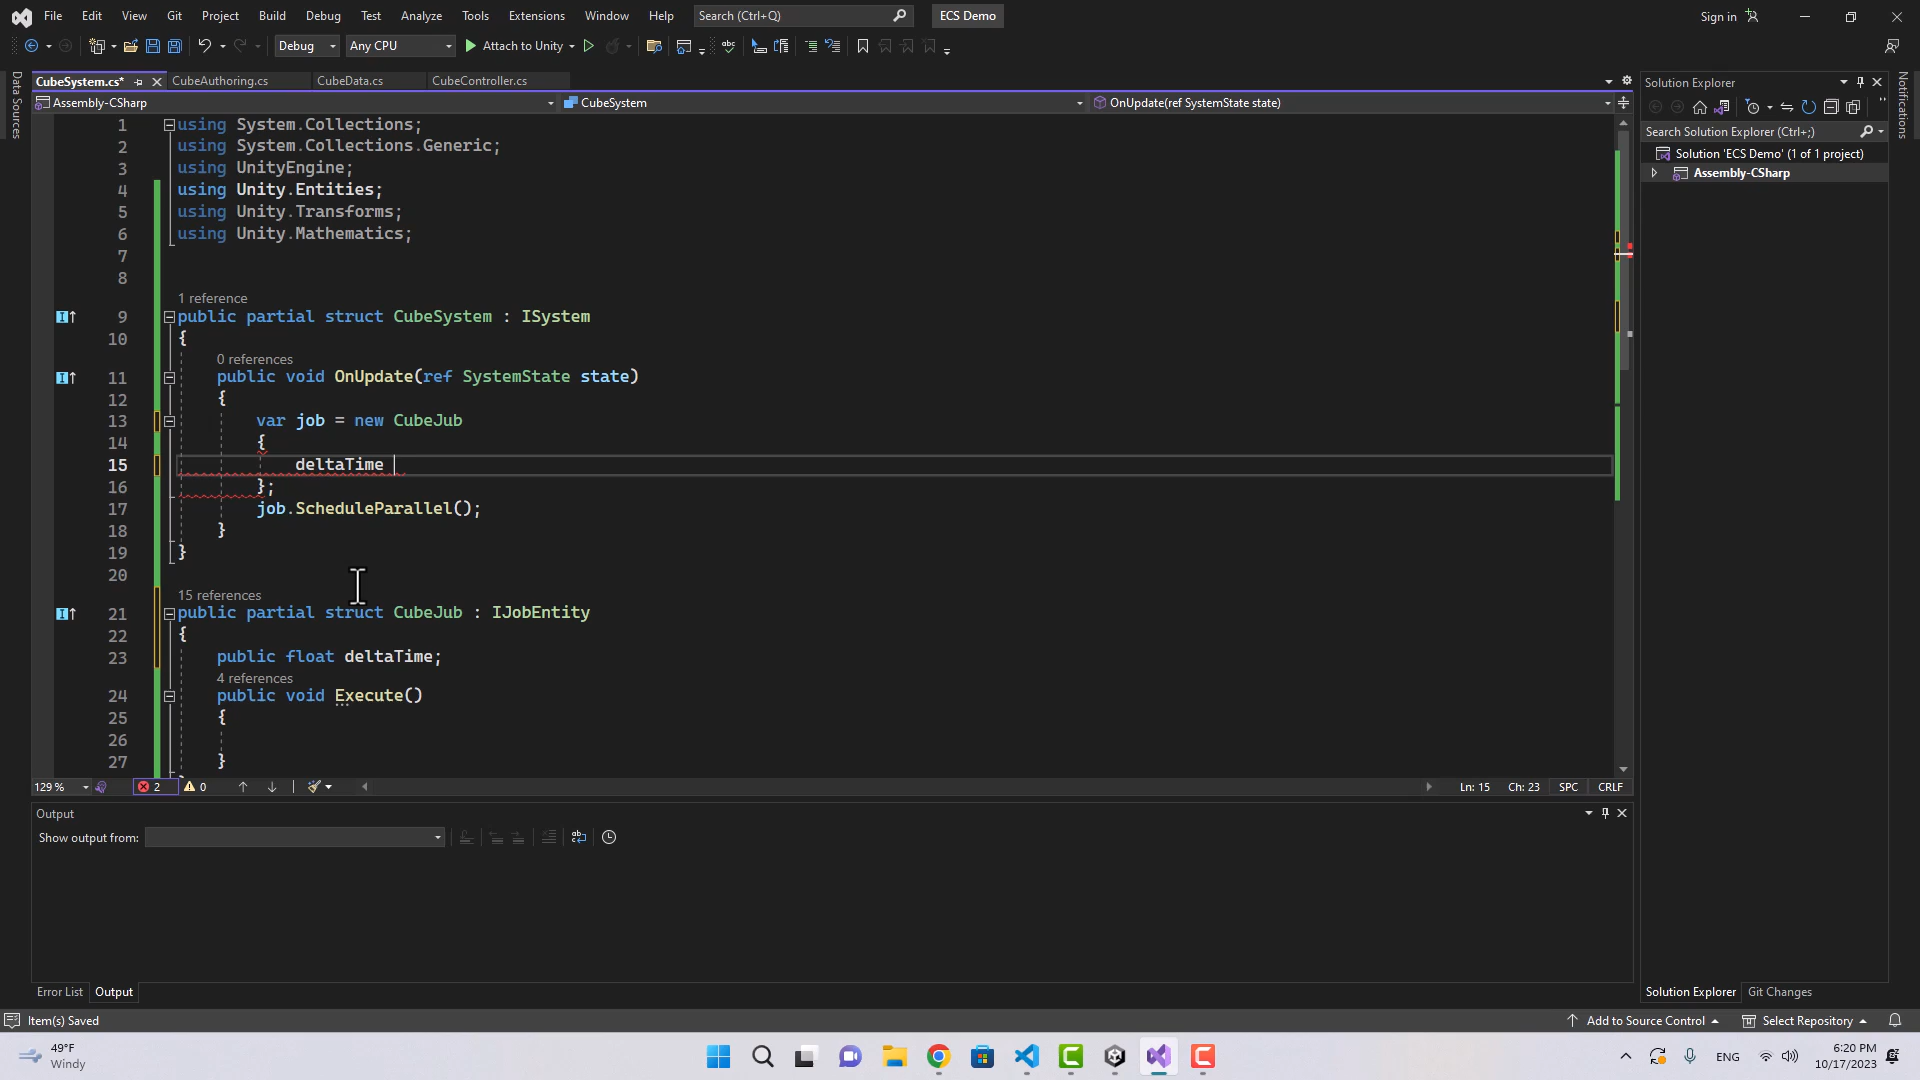 File Edit View Git Project Build Debug Test Analyze Tools Extensions Window Help Search (Ctrl+Q) ECS Demo Sign in
Debug Any CPU Attach to Unity
CubeSystem.cs* CubeAuthoring.cs CubeData.cs CubeController.cs
Assembly-CSharp CubeSystem OnUpdate(ref SystemState state)
1 using System.Collections;
2 using System.Collections.Generic;
3 using UnityEngine;
4 using Unity.Entities;
5 using Unity.Transforms;
6 using Unity.Mathematics;
7
8
1 reference
9 public partial struct CubeSystem : ISystem
10 {
0 references
11 public void OnUpdate(ref SystemState state)
12 {
13 var job = new CubeJub
14 {
15 deltaTime
16 };
17 job.ScheduleParallel();
18 }
19 }
20
15 references
21 public partial struct CubeJub : IJobEntity
22 {
23 public float deltaTime;
4 references
24 public void Execute()
25 {
26
27 }
129 % 2 0 Ln: 15 Ch: 23 SPC CRLF
Output
Show output from:
Error List Output
Item(s) Saved
Data Sources
Solution Explorer
Search Solution Explorer (Ctrl+;)
Solution 'ECS Demo' (1 of 1 project)
Assembly-CSharp
Notifications
Solution Explorer Git Changes
Add to Source Control Select Repository
49°F
Windy
ENG
6:20 PM
10/17/2023